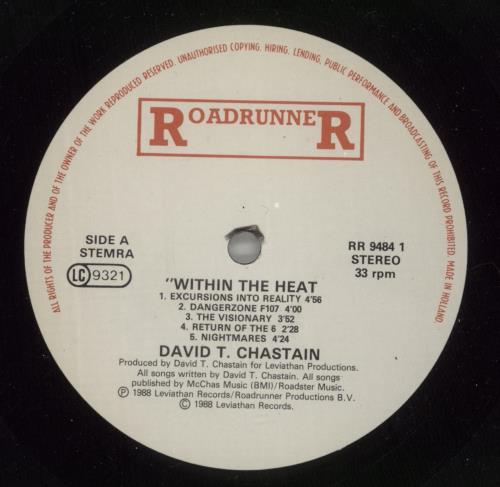 ALL RIGHTS OF THE PRODUCER AND OF THE OWNER OF THE WORK REPRODUCED RESERVED. UNAUTHORISED COPYING, HIRING, LENDING, PUBLIC PERFORMANCE AND BROADCASTING OF THIS RECORD PROHIBITED. MADE IN HOLLAND.
ROADRUNNER
SIDE A
STEMRA
LC 9321
RR 9484 1
STEREO
33 rpm
"WITHIN THE HEAT
1. EXCURSIONS INTO REALITY 4'56
2. DANGERZONE F107 4'00
3. THE VISIONARY 3'52
4. RETURN OF THE 6 2'28
5. NIGHTMARES 4'24
DAVID T. CHASTAIN
Produced by David T. Chastain for Leviathan Productions.
All songs written by David T. Chastain. All songs
published by McChas Music (BMI)/Roadster Music.
Ⓟ 1988 Leviathan Records/Roadrunner Productions B.V.
© 1988 Leviathan Records.